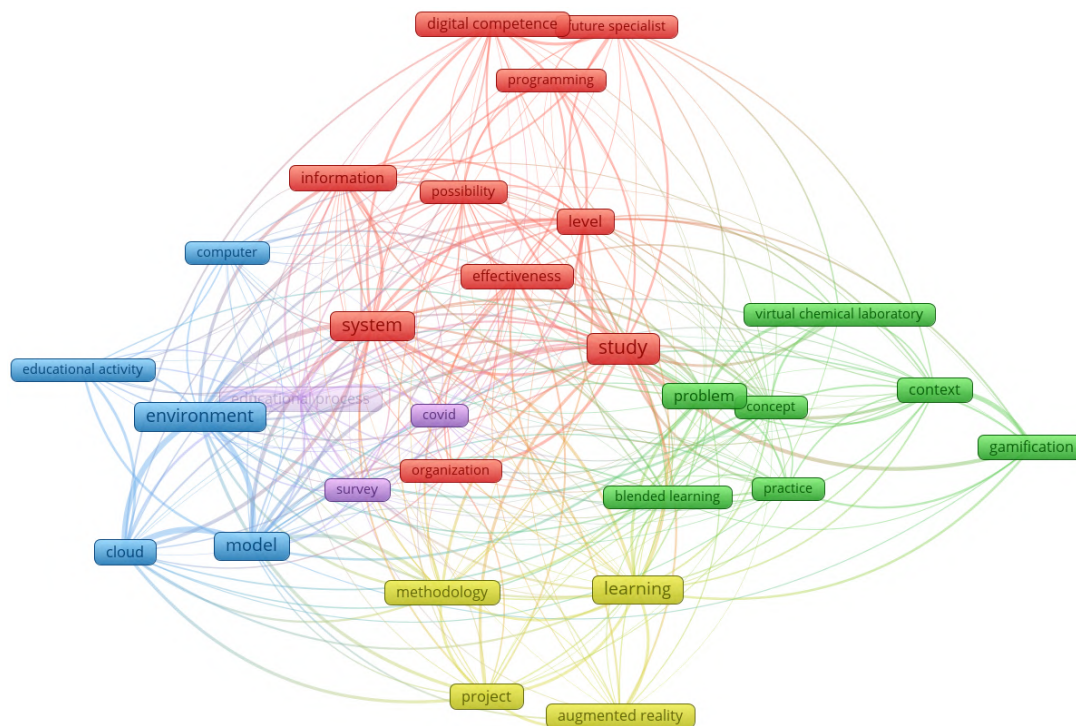 digital competence
future specialist
programming
information
possibility
level
computer
effectiveness
virtual chemical laboratory
system
study
educational activity
context
problem
educational process
concept
environment
covid
gamification
organization
survey
practice
blended learning
model
cloud
learning
methodology
project
augmented reality